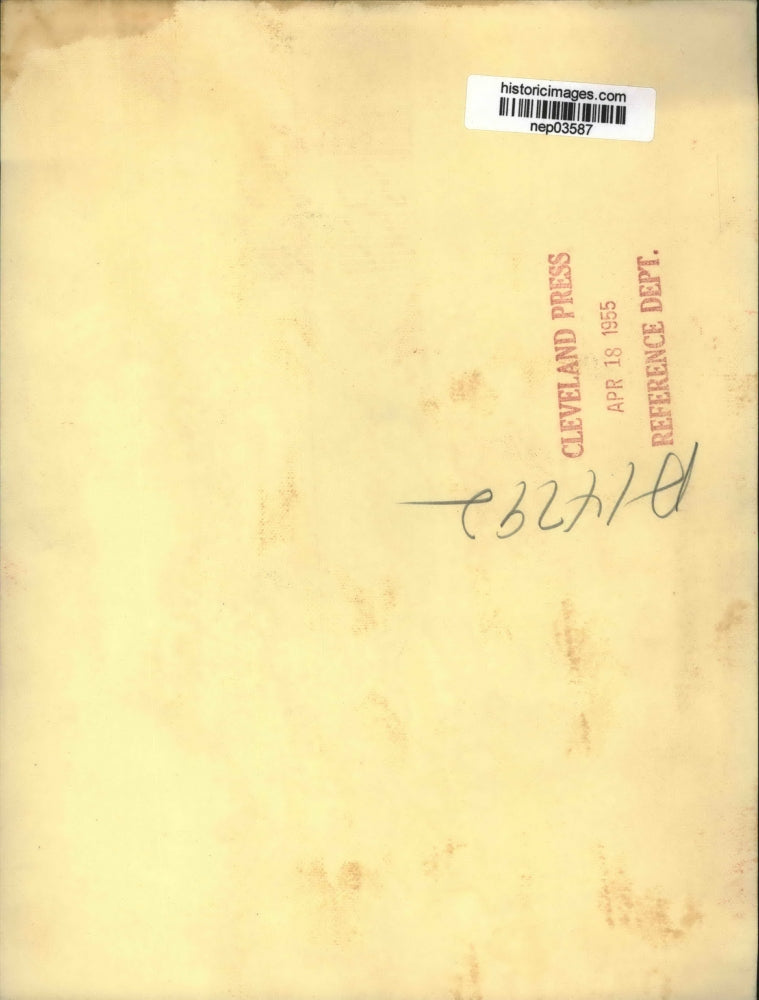 historicimages.com
nep03587
CLEVELAND PRESS
APR 18 1955
REFERENCE DEPT.